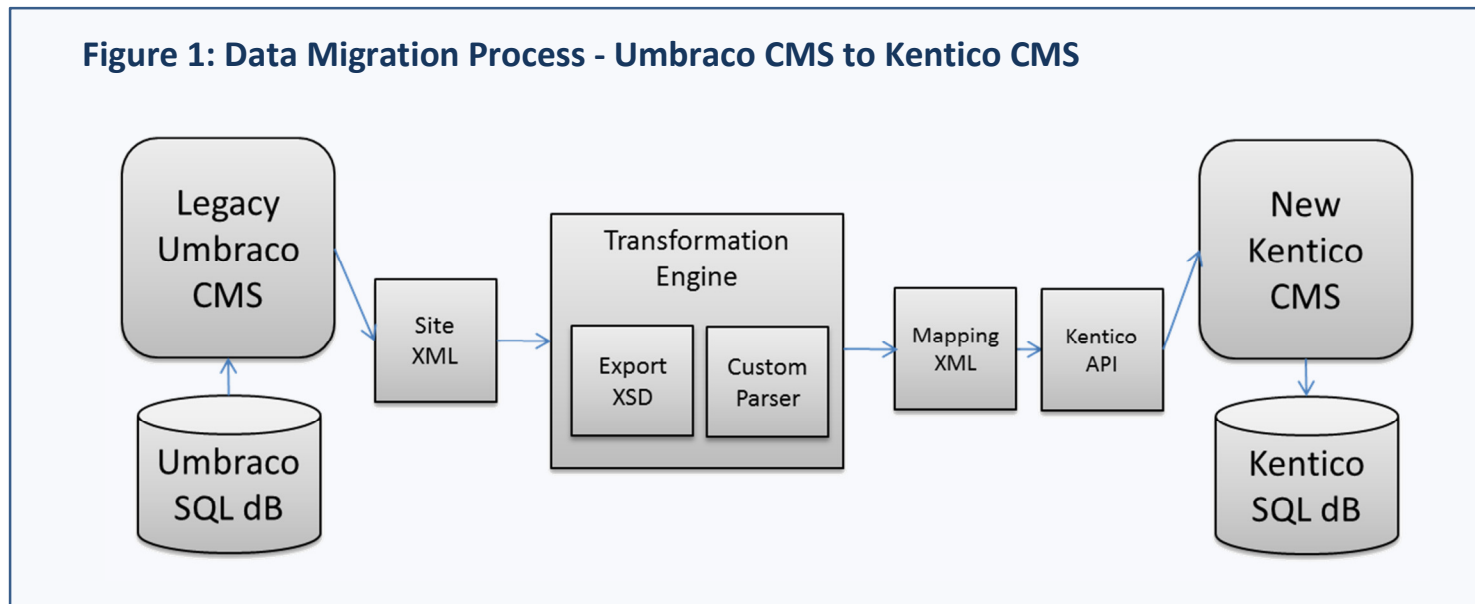 Figure 1: Data Migration Process - Umbraco CMS to Kentico CMS
Legacy
Umbraco
CMS
Umbraco
SQL dB
Site
XML
Transformation
Engine
Export
XSD
Custom
Parser
Mapping
XML
Kentico
API
New
Kentico
CMS
Kentico
SQL dB